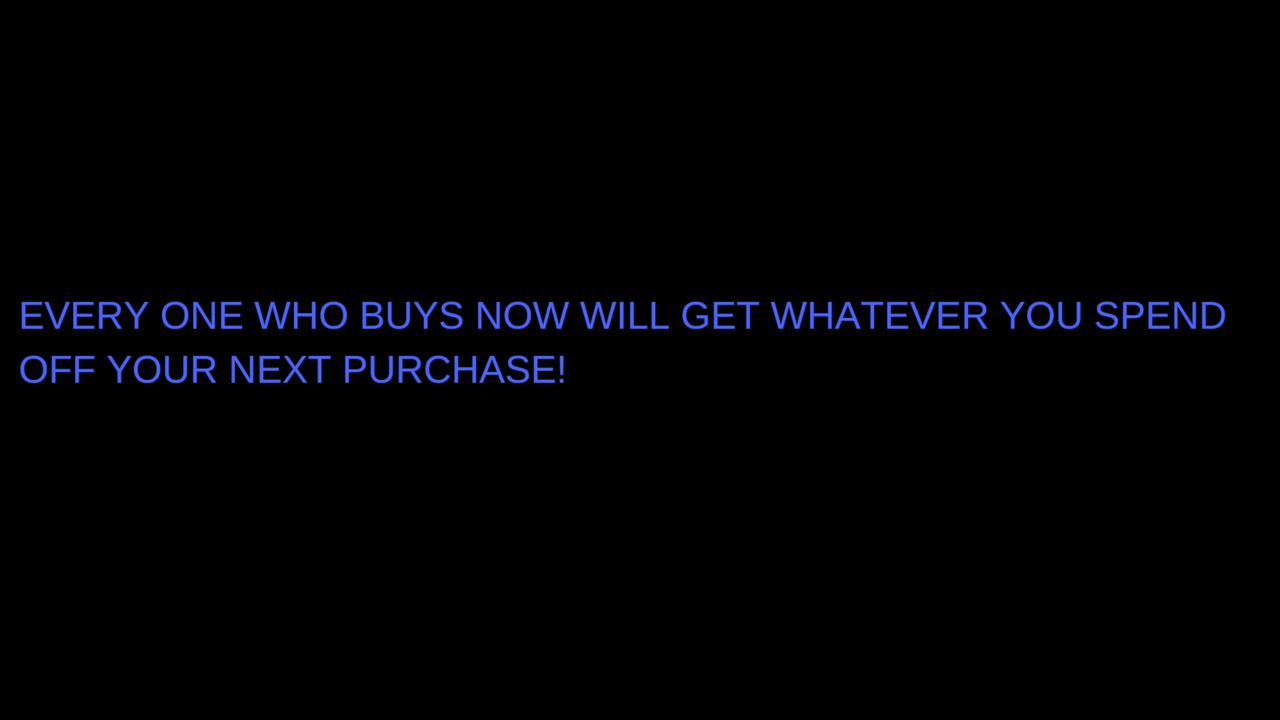 EVERY ONE WHO BUYS NOW WILL GET WHATEVER YOU SPEND
OFF YOUR NEXT PURCHASE!